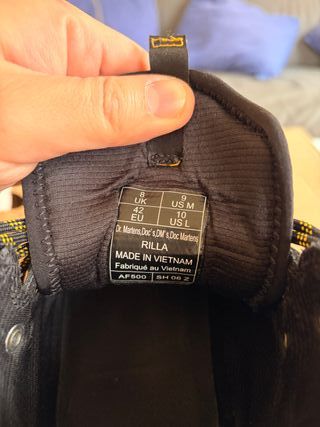 8 9
UK US M
42 10
EU US L
Dr. Martens,Doc's,DM's,Doc Martens
RILLA
MADE IN VIETNAM
Fabriqué au Vietnam
AF500 SH 06 Z